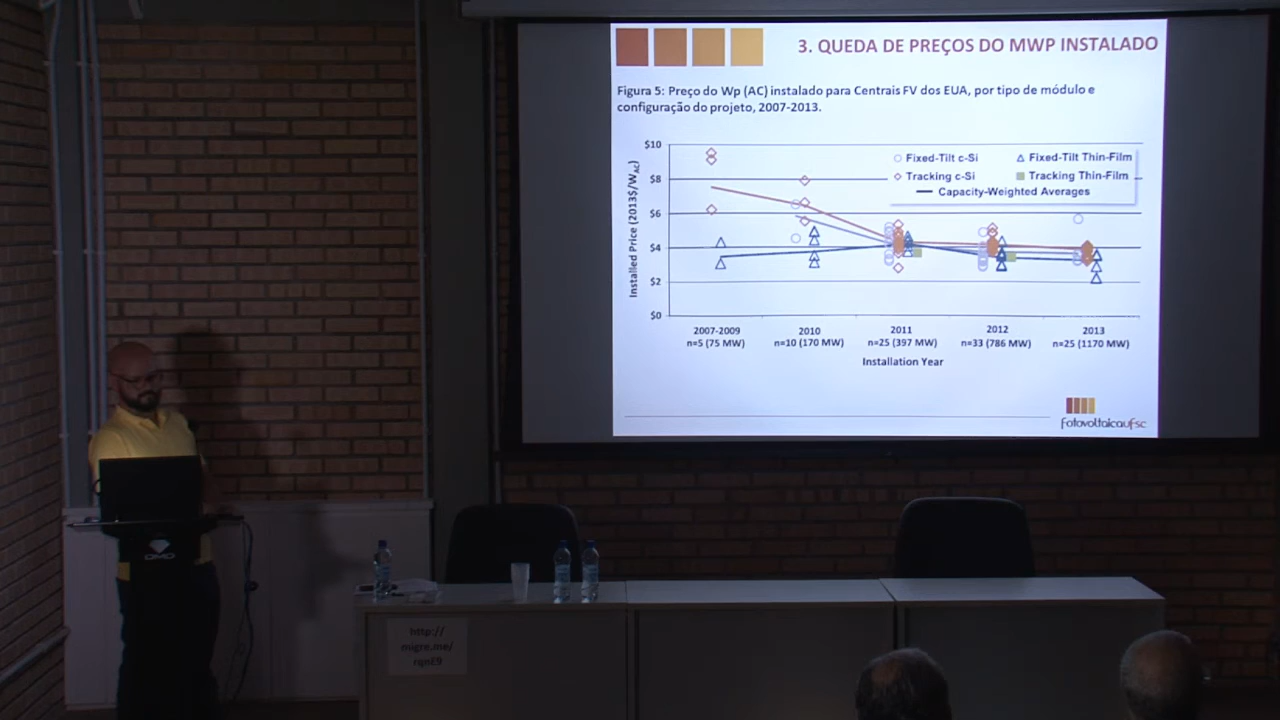 3. QUEDA DE PREÇOS DO MWP INSTALADO
Figura 5: Preço do Wp (AC) instalado para Centrais FV dos EUA, por tipo de módulo e
configuração do projeto, 2007-2013.
Installed Price (2013$/WAC)
$10
$8
$6
$4
$2
$0
Fixed-Tilt c-Si
Fixed-Tilt Thin-Film
Tracking c-Si
Tracking Thin-Film
Capacity-Weighted Averages
2007-2009
n=5 (75 MW)
2010
n=10 (170 MW)
2011
n=25 (397 MW)
2012
n=33 (786 MW)
2013
n=25 (1170 MW)
Installation Year
fotovoltaicaufsc
http://
migre.me/